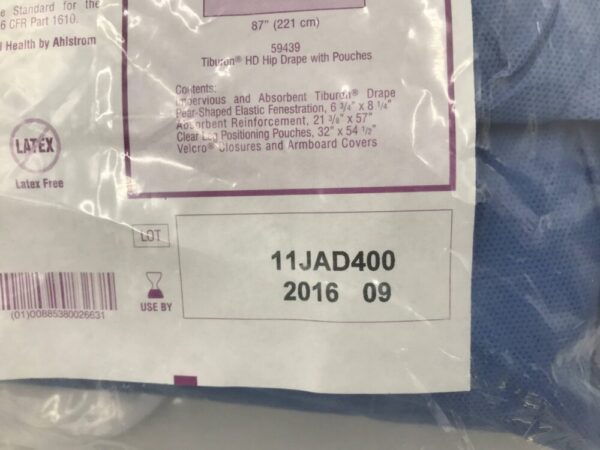 e Standard for the
6 CFR Part 1610.
Health by Ahlstrom
LATEX
Latex Free
87" (221 cm)
59439
Tiburon® HD Hip Drape with Pouches
Contents:
Impervious and Absorbent Tiburon® Drape
Pear-Shaped Elastic Fenestration, 6 3/4" x 8 1/4"
Absorbent Reinforcement, 21 3/8" x 57"
Clear Leg Positioning Pouches, 32" x 54 1/2"
Velcro® Closures and Armboard Covers
LOT
11JAD400
USE BY
2016 09
(01)00885380026631